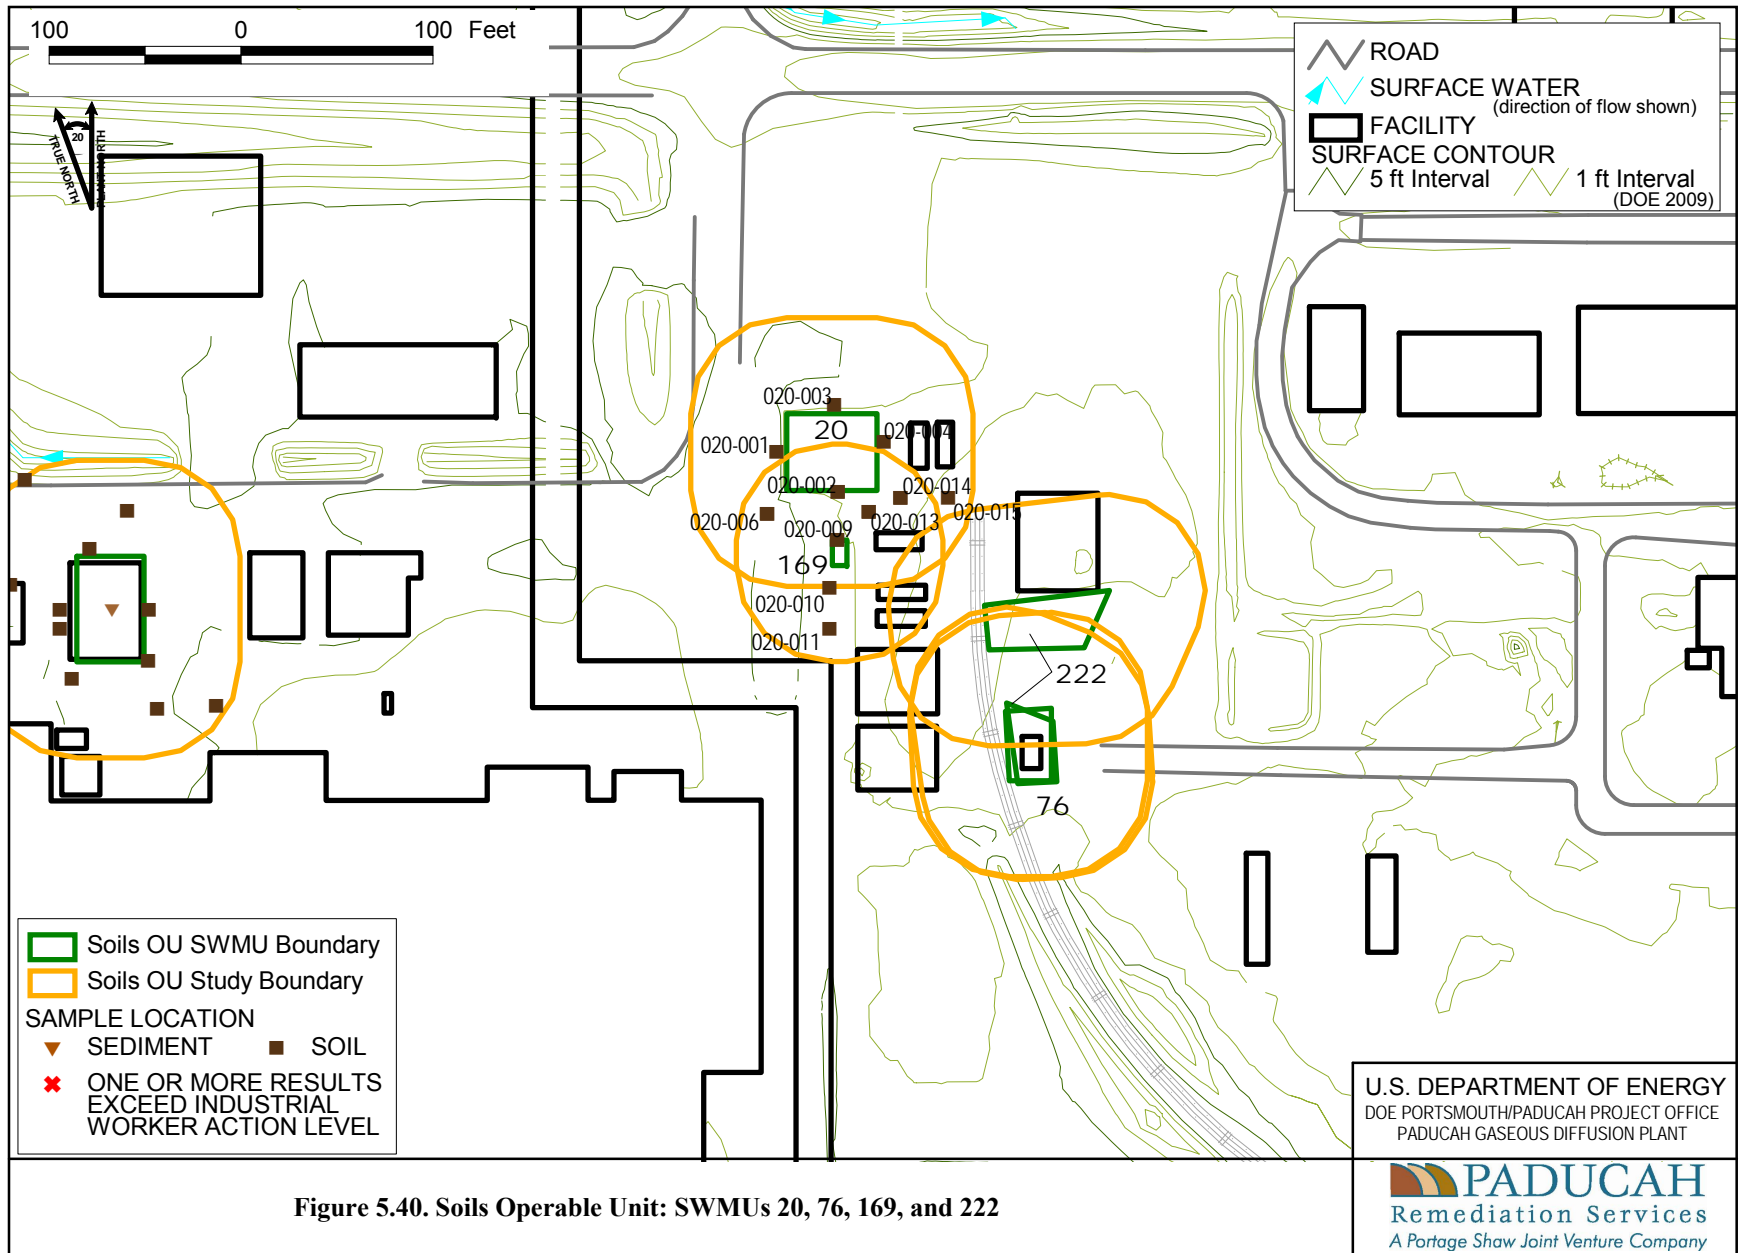 100 0 100 Feet
TRUE NORTH
20
PLANT NORTH
ROAD
SURFACE WATER
(direction of flow shown)
FACILITY
SURFACE CONTOUR
5 ft Interval 1 ft Interval
(DOE 2009)
020-003
20
020-001
020-004
020-002
020-014
020-006
020-009
020-013
020-015
169
020-010
020-011
222
76
Soils OU SWMU Boundary
Soils OU Study Boundary
SAMPLE LOCATION
SEDIMENT SOIL
ONE OR MORE RESULTS
EXCEED INDUSTRIAL
WORKER ACTION LEVEL
U.S. DEPARTMENT OF ENERGY
DOE PORTSMOUTH/PADUCAH PROJECT OFFICE
PADUCAH GASEOUS DIFFUSION PLANT
Figure 5.40. Soils Operable Unit: SWMUs 20, 76, 169, and 222
PADUCAH
Remediation Services
A Portage Shaw Joint Venture Company